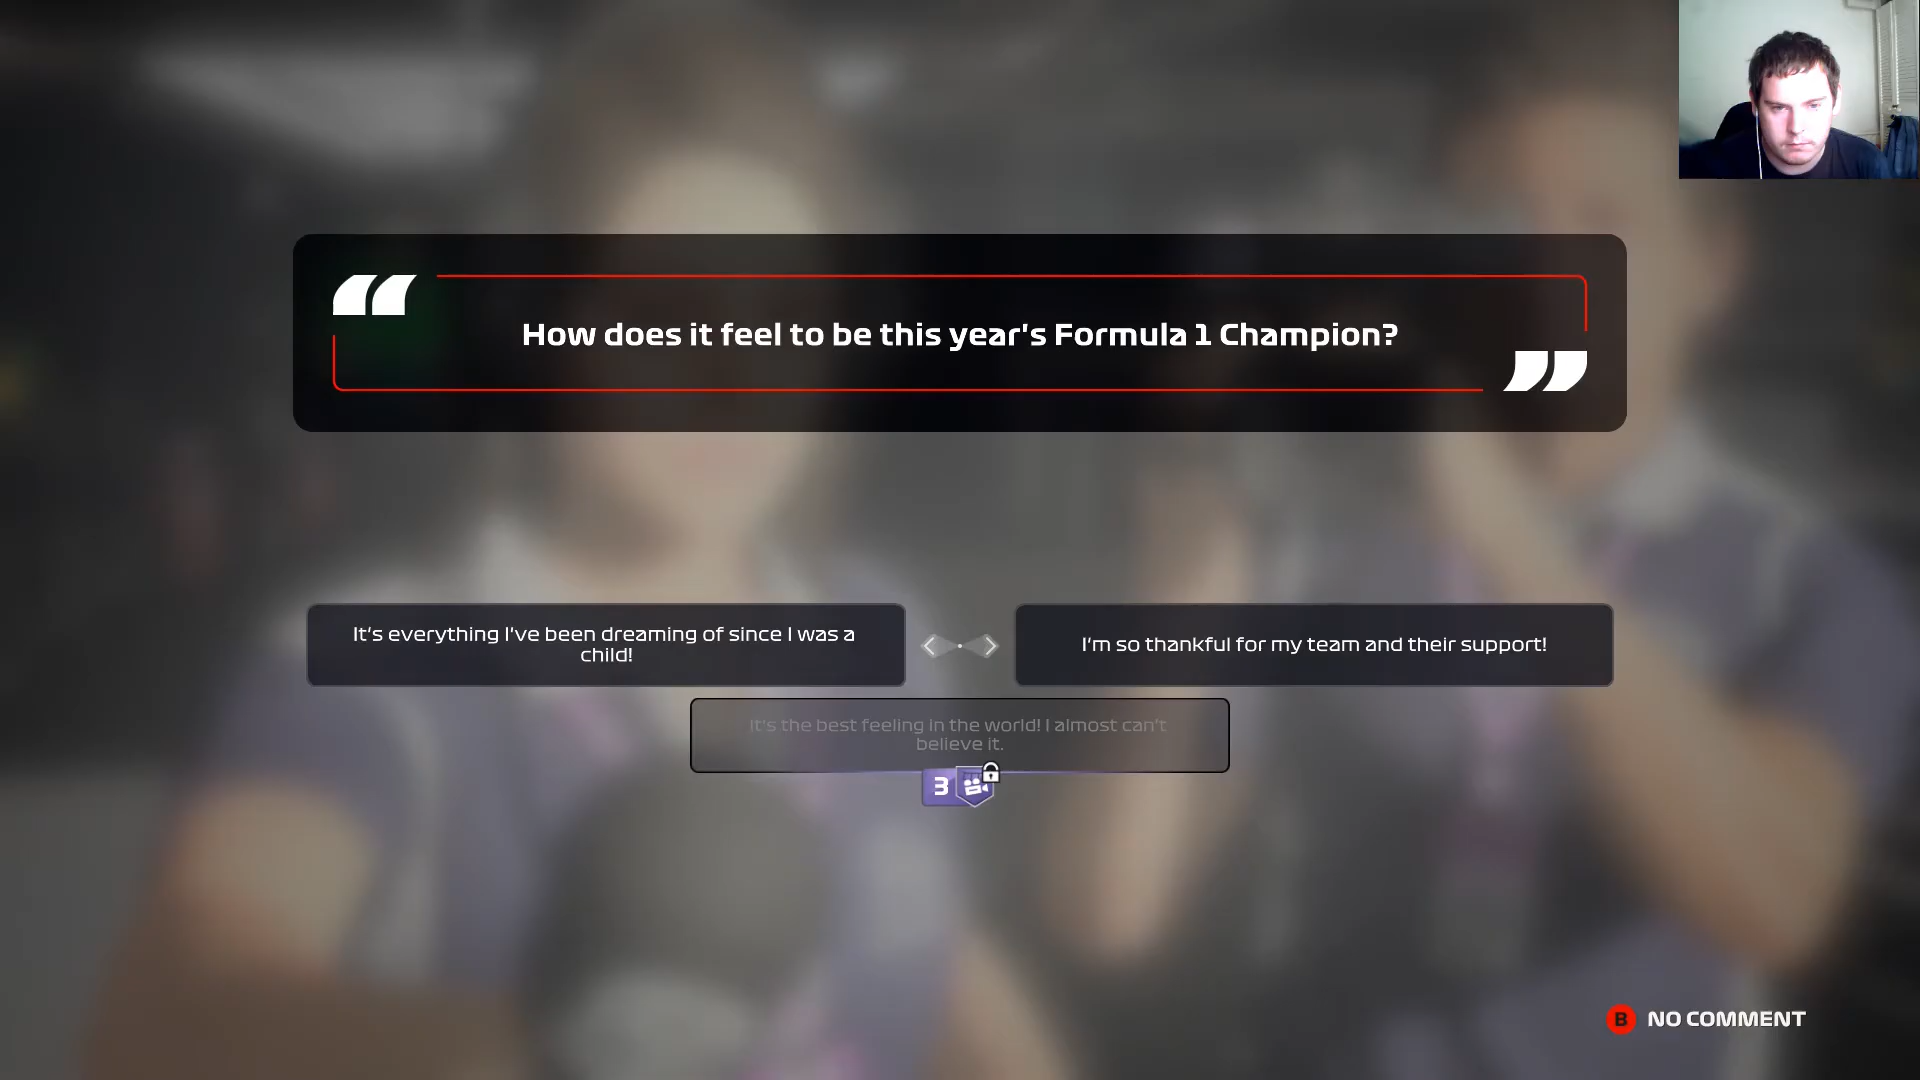 How does it feel to be this year's Formula 1 Champion?
It's everything I've been dreaming of since I was a
child!
I'm so thankful for my team and their support!
It's the best feeling in the world! I almost can't
believe it.
3
B NO COMMENT